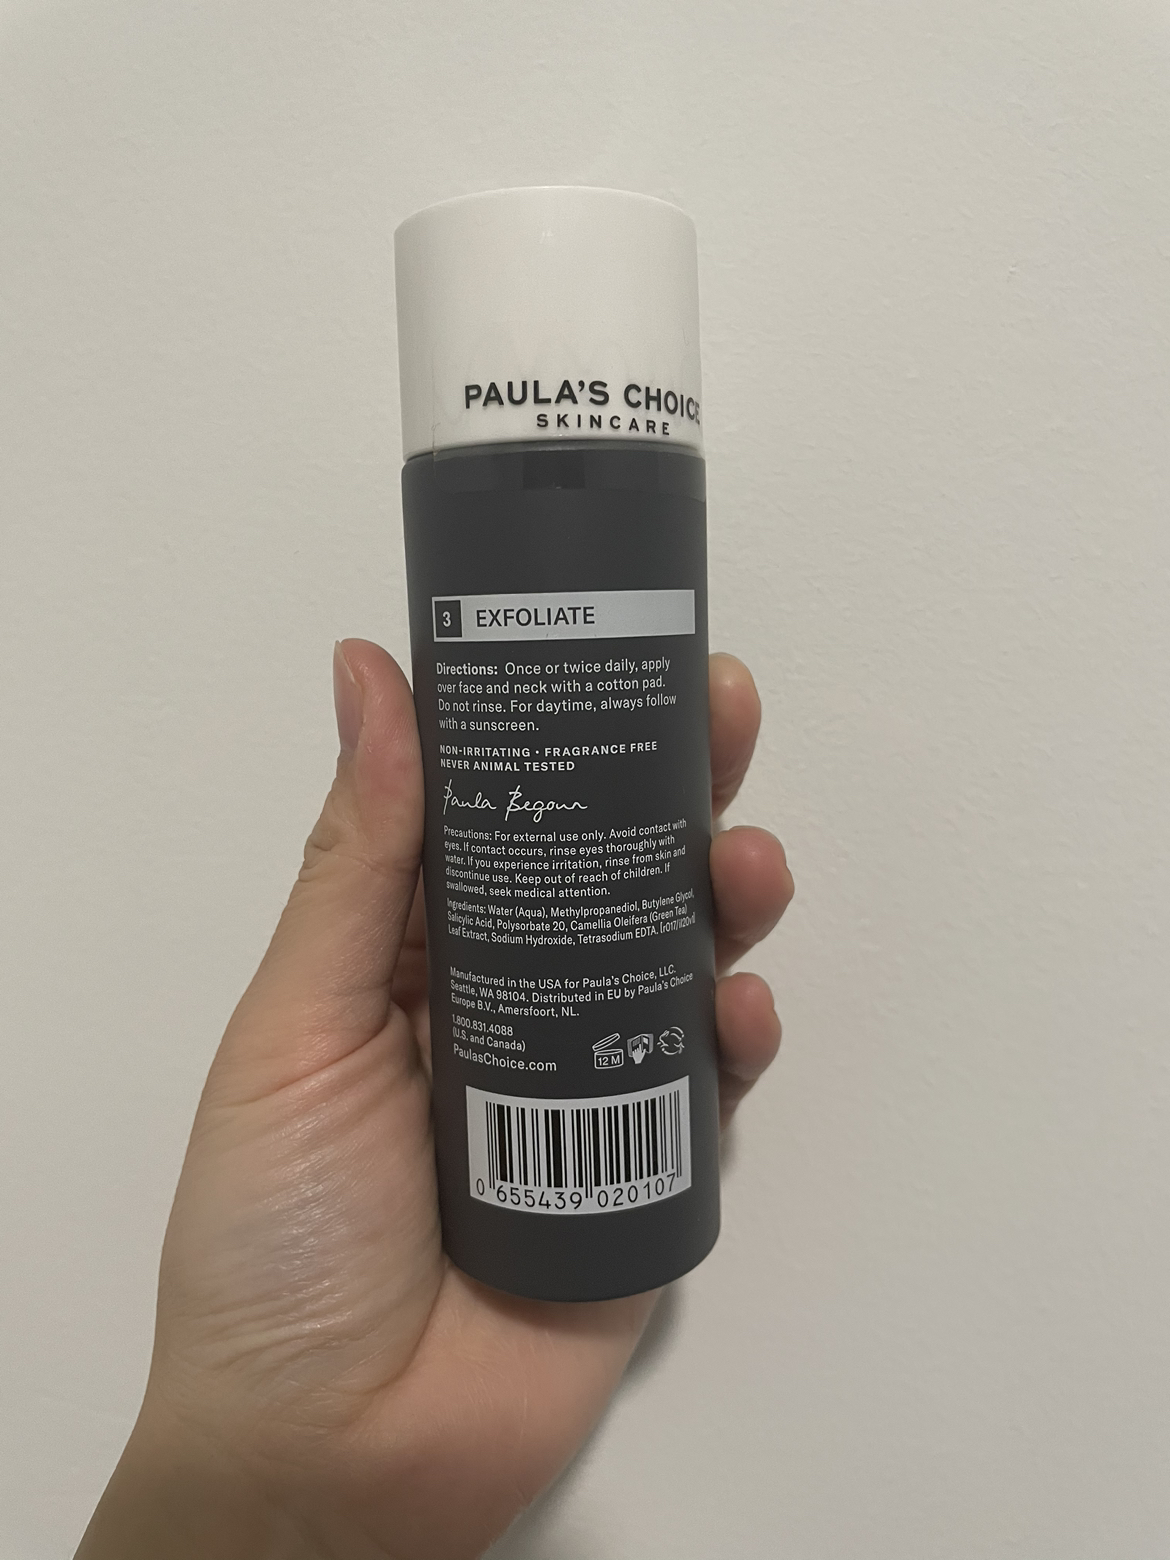 PAULA'S CHOICE
SKINCARE
3 EXFOLIATE
Directions: Once or twice daily, apply
over face and neck with a cotton pad.
Do not rinse. For daytime, always follow
with a sunscreen.
NON-IRRITATING • FRAGRANCE FREE
NEVER ANIMAL TESTED
Paula Begoun
Precautions: For external use only. Avoid contact with
eyes. If contact occurs, rinse eyes thoroughly with
water. If you experience irritation, rinse from skin and
discontinue use. Keep out of reach of children. If
swallowed, seek medical attention.
Ingredients: Water (Aqua), Methylpropanediol, Butylene Glycol,
Salicylic Acid, Polysorbate 20, Camellia Oleifera (Green Tea)
Leaf Extract, Sodium Hydroxide, Tetrasodium EDTA.
Manufactured in the USA for Paula's Choice, LLC.
Seattle, WA 98104. Distributed in EU by Paula's Choice
Europe B.V., Amersfoort, NL.
1.800.831.4088
(U.S. and Canada)
PaulasChoice.com
12 M
0 655439 020107